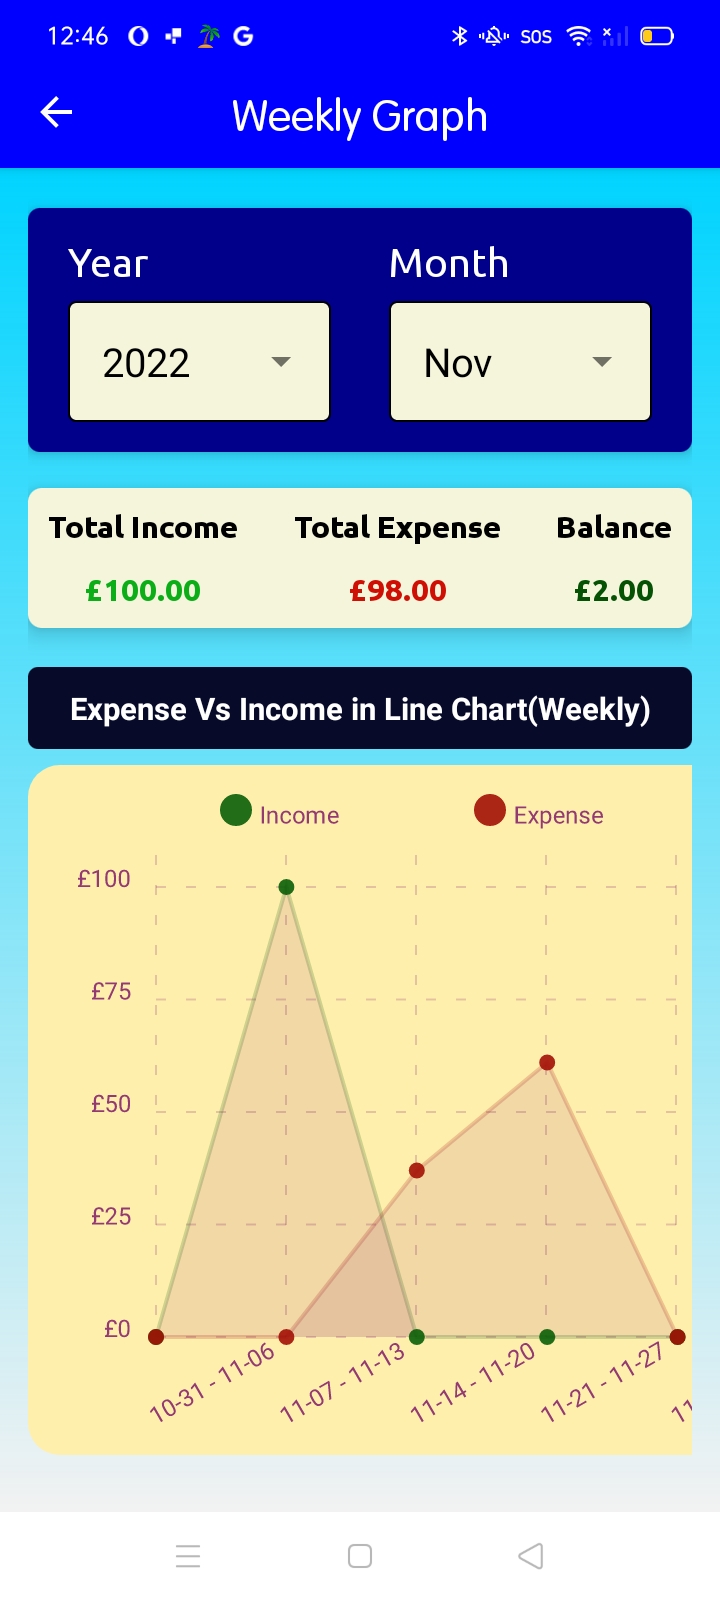 12:46 SOS
Weekly Graph
Year Month
2022 Nov
Total Income Total Expense Balance
£100.00 £98.00 £2.00
Expense Vs Income in Line Chart(Weekly)
Income Expense
£100
£75
£50
£25
£0
10-31 - 11-06 11-07 - 11-13 11-14 - 11-20 11-21 - 11-27